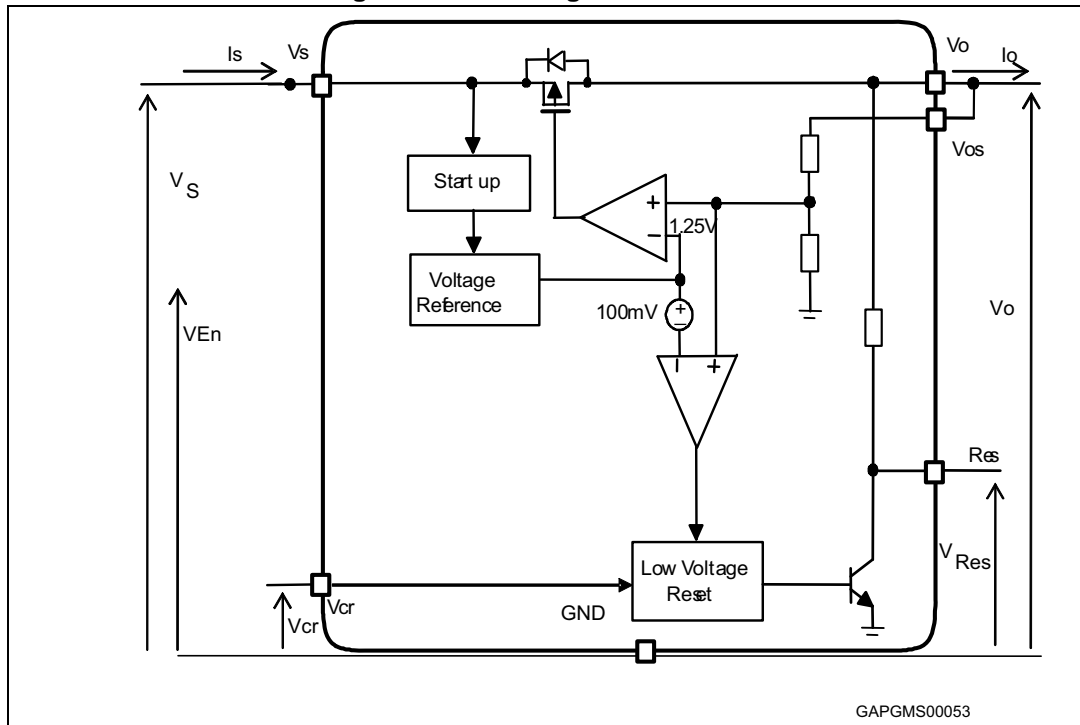 Is
Vs
Vo
Io
Vos
V
S
Start up
+
1.25V
−
Voltage
Reference
100mV
+
−
VEn
Vo
− +
Res
Low Voltage
Reset
V
Res
Vcr
Vcr
GND
GAPGMS00053